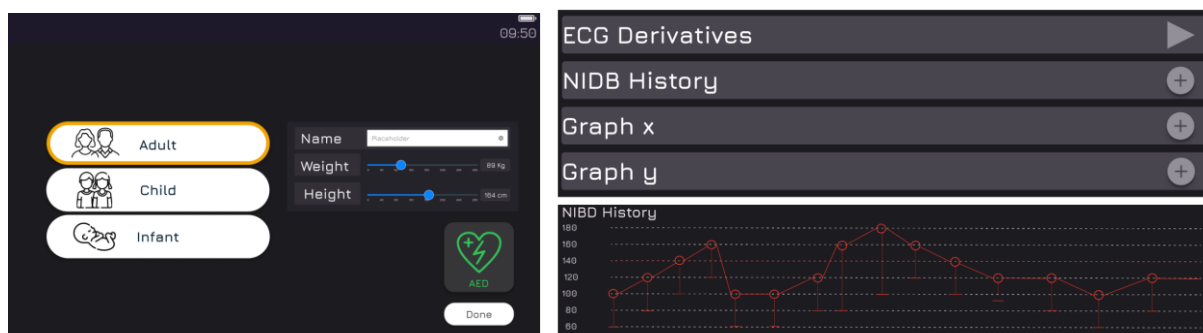 09:50
Adult
Child
Infant
Name
Placeholder
Weight
89 Kg
Height
164 cm
AED
Done
ECG Derivatives
NIDB History
Graph x
Graph y
NIBD History
180
160
140
120
100
80
60